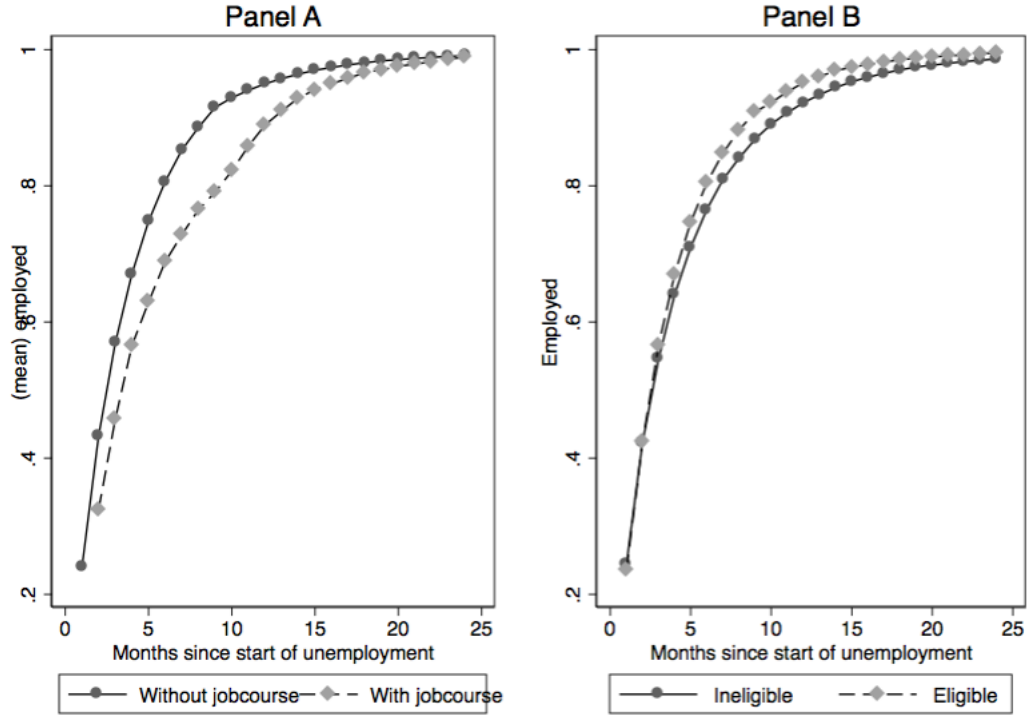 Panel A
(mean) employed
1
.8
.6
.4
.2
0 5 10 15 20 25
Months since start of unemployment
Without jobcourse With jobcourse
Panel B
Employed
1
.8
.6
.4
.2
0 5 10 15 20 25
Months since start of unemployment
Ineligible Eligible